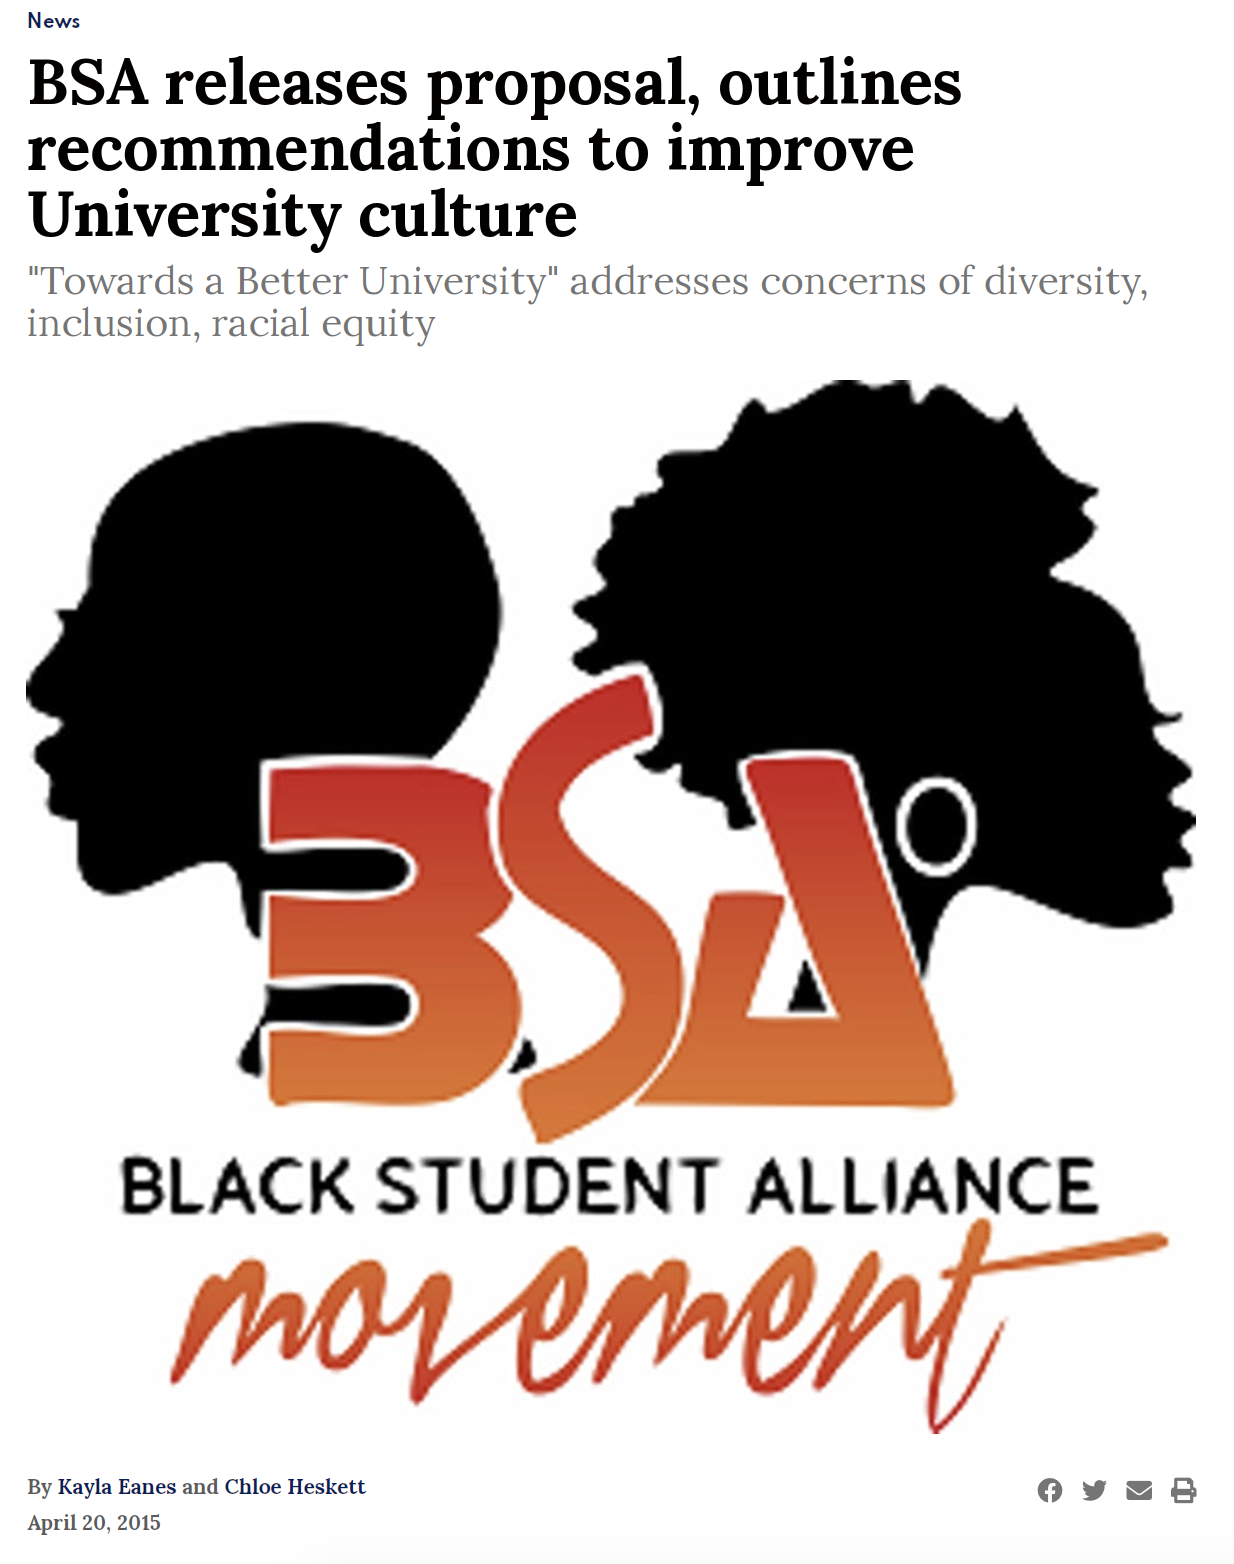 News
BSA releases proposal, outlines
recommendations to improve
University culture
"Towards a Better University" addresses concerns of diversity,
inclusion, racial equity
BSA
BLACK STUDENT ALLIANCE
movement
By Kayla Eanes and Chloe Heskett
April 20, 2015